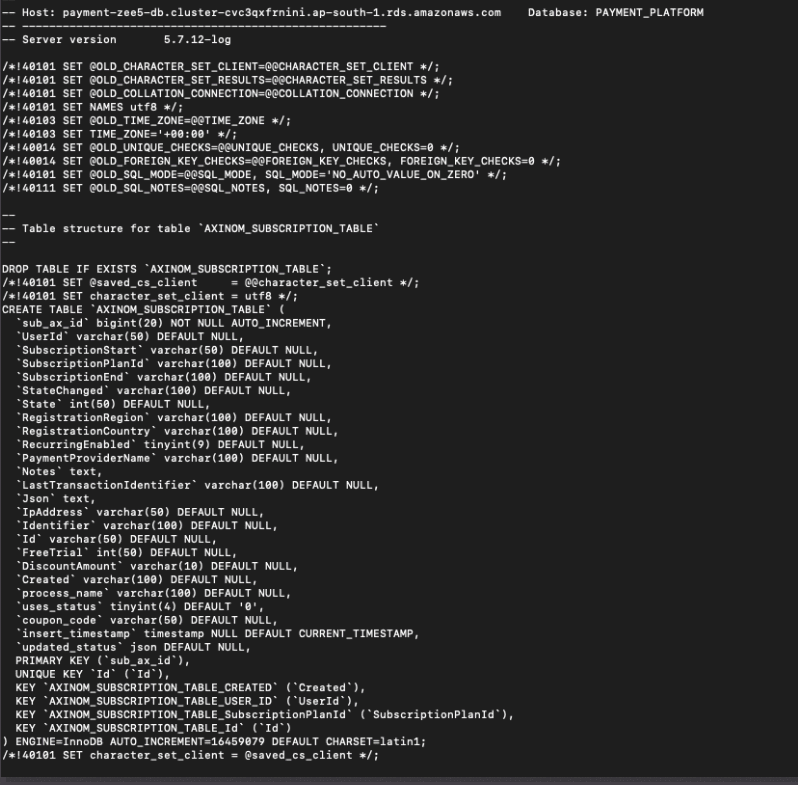 -- Host: payment-zee5-db.cluster-cvc3qxfrnini.ap-south-1.rds.amazonaws.com    Database: PAYMENT_PLATFORM
-- ------------------------------------------------------
-- Server version       5.7.12-log
/*!40101 SET @OLD_CHARACTER_SET_CLIENT=@@CHARACTER_SET_CLIENT */;
/*!40101 SET @OLD_CHARACTER_SET_RESULTS=@@CHARACTER_SET_RESULTS */;
/*!40101 SET @OLD_COLLATION_CONNECTION=@@COLLATION_CONNECTION */;
/*!40101 SET NAMES utf8 */;
/*!40103 SET @OLD_TIME_ZONE=@@TIME_ZONE */;
/*!40103 SET TIME_ZONE='+00:00' */;
/*!40014 SET @OLD_UNIQUE_CHECKS=@@UNIQUE_CHECKS, UNIQUE_CHECKS=0 */;
/*!40014 SET @OLD_FOREIGN_KEY_CHECKS=@@FOREIGN_KEY_CHECKS, FOREIGN_KEY_CHECKS=0 */;
/*!40101 SET @OLD_SQL_MODE=@@SQL_MODE, SQL_MODE='NO_AUTO_VALUE_ON_ZERO' */;
/*!40111 SET @OLD_SQL_NOTES=@@SQL_NOTES, SQL_NOTES=0 */;
--
-- Table structure for table `AXINOM_SUBSCRIPTION_TABLE`
--
DROP TABLE IF EXISTS `AXINOM_SUBSCRIPTION_TABLE`;
/*!40101 SET @saved_cs_client     = @@character_set_client */;
/*!40101 SET character_set_client = utf8 */;
CREATE TABLE `AXINOM_SUBSCRIPTION_TABLE` (
  `sub_ax_id` bigint(20) NOT NULL AUTO_INCREMENT,
  `UserId` varchar(50) DEFAULT NULL,
  `SubscriptionStart` varchar(50) DEFAULT NULL,
  `SubscriptionPlanId` varchar(100) DEFAULT NULL,
  `SubscriptionEnd` varchar(100) DEFAULT NULL,
  `StateChanged` varchar(100) DEFAULT NULL,
  `State` int(50) DEFAULT NULL,
  `RegistrationRegion` varchar(100) DEFAULT NULL,
  `RegistrationCountry` varchar(100) DEFAULT NULL,
  `RecurringEnabled` tinyint(9) DEFAULT NULL,
  `PaymentProviderName` varchar(100) DEFAULT NULL,
  `Notes` text,
  `LastTransactionIdentifier` varchar(100) DEFAULT NULL,
  `Json` text,
  `IpAddress` varchar(50) DEFAULT NULL,
  `Identifier` varchar(100) DEFAULT NULL,
  `Id` varchar(50) DEFAULT NULL,
  `FreeTrial` int(50) DEFAULT NULL,
  `DiscountAmount` varchar(10) DEFAULT NULL,
  `Created` varchar(100) DEFAULT NULL,
  `process_name` varchar(100) DEFAULT NULL,
  `uses_status` tinyint(4) DEFAULT '0',
  `coupon_code` varchar(50) DEFAULT NULL,
  `insert_timestamp` timestamp NULL DEFAULT CURRENT_TIMESTAMP,
  `updated_status` json DEFAULT NULL,
  PRIMARY KEY (`sub_ax_id`),
  UNIQUE KEY `Id` (`Id`),
  KEY `AXINOM_SUBSCRIPTION_TABLE_CREATED` (`Created`),
  KEY `AXINOM_SUBSCRIPTION_TABLE_USER_ID` (`UserId`),
  KEY `AXINOM_SUBSCRIPTION_TABLE_SubscriptionPlanId` (`SubscriptionPlanId`),
  KEY `AXINOM_SUBSCRIPTION_TABLE_Id` (`Id`)
) ENGINE=InnoDB AUTO_INCREMENT=16459079 DEFAULT CHARSET=latin1;
/*!40101 SET character_set_client = @saved_cs_client */;